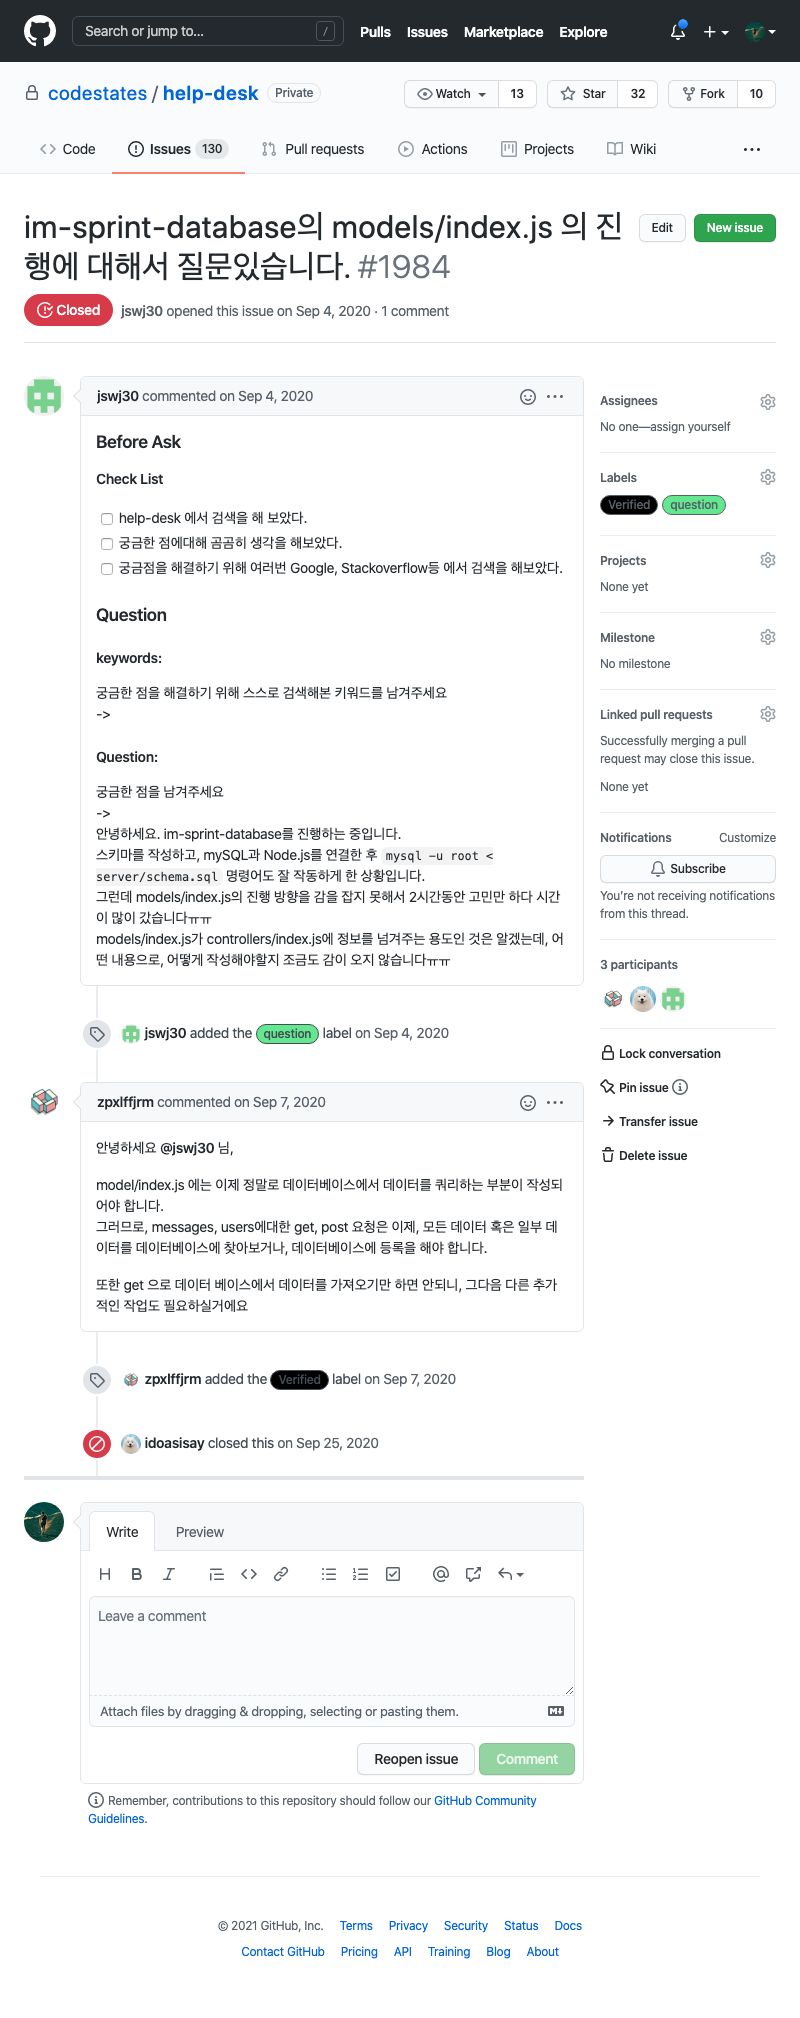 Search or jump to... /
Pulls Issues Marketplace Explore
codestates / help-desk Private
Watch 13 Star 32 Fork 10
Code Issues 130 Pull requests Actions Projects Wiki
im-sprint-database의 models/index.js 의 진
행에 대해서 질문있습니다. #1984
Edit New issue
Closed jswj30 opened this issue on Sep 4, 2020 · 1 comment
jswj30 commented on Sep 4, 2020
Before Ask
Check List
help-desk 에서 검색을 해 보았다.
궁금한 점에대해 곰곰히 생각을 해보았다.
궁금점을 해결하기 위해 여러번 Google, Stackoverflow등 에서 검색을 해보았다.
Question
keywords:
궁금한 점을 해결하기 위해 스스로 검색해본 키워드를 남겨주세요
->
Question:
궁금한 점을 남겨주세요
->
안녕하세요. im-sprint-database를 진행하는 중입니다.
스키마를 작성하고, mySQL과 Node.js를 연결한 후 mysql -u root <
server/schema.sql 명령어도 잘 작동하게 한 상황입니다.
그런데 models/index.js의 진행 방향을 감을 잡지 못해서 2시간동안 고민만 하다 시간
이 많이 갔습니다ㅠㅠ
models/index.js가 controllers/index.js에 정보를 넘겨주는 용도인 것은 알겠는데, 어
떤 내용으로, 어떻게 작성해야할지 조금도 감이 오지 않습니다ㅠㅠ
jswj30 added the question label on Sep 4, 2020
zpxlffjrm commented on Sep 7, 2020
안녕하세요 @jswj30 님,
model/index.js 에는 이제 정말로 데이터베이스에서 데이터를 쿼리하는 부분이 작성되
어야 합니다.
그러므로, messages, users에대한 get, post 요청은 이제, 모든 데이터 혹은 일부 데
이터를 데이터베이스에 찾아보거나, 데이터베이스에 등록을 해야 합니다.
또한 get 으로 데이터 베이스에서 데이터를 가져오기만 하면 안되니, 그다음 다른 추가
적인 작업도 필요하실거에요
zpxlffjrm added the Verified label on Sep 7, 2020
idoasisay closed this on Sep 25, 2020
Assignees
No one—assign yourself
Labels
Verified question
Projects
None yet
Milestone
No milestone
Linked pull requests
Successfully merging a pull
request may close this issue.
None yet
Notifications Customize
Subscribe
You're not receiving notifications
from this thread.
3 participants
Lock conversation
Pin issue
Transfer issue
Delete issue
Write Preview
Leave a comment
Attach files by dragging & dropping, selecting or pasting them.
Reopen issue Comment
Remember, contributions to this repository should follow our GitHub Community
Guidelines.
© 2021 GitHub, Inc. Terms Privacy Security Status Docs
Contact GitHub Pricing API Training Blog About